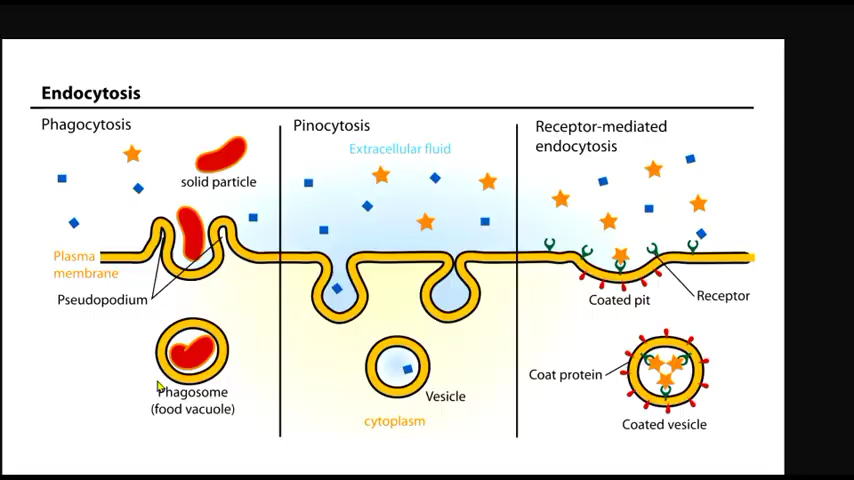 Endocytosis
Phagocytosis
solid particle
Plasma
membrane
Pseudopodium
Phagosome
(food vacuole)
Pinocytosis
Extracellular fluid
Vesicle
cytoplasm
Receptor-mediated
endocytosis
Coated pit
Receptor
Coat protein
Coated vesicle